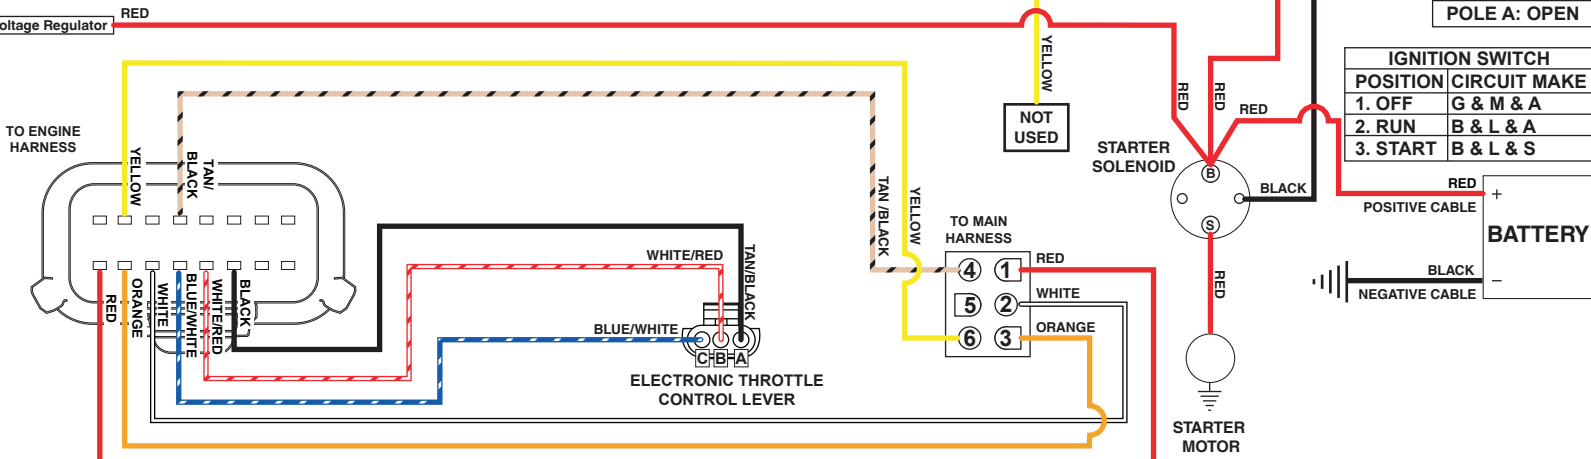 RED
oltage Regulator
POLE A: OPEN
IGNITION SWITCH
POSITION CIRCUIT MAKE
1. OFF G & M & A
2. RUN B & L & A
3. START B & L & S
YELLOW
NOT
USED
RED
RED
RED
STARTER
SOLENOID
B
S
BLACK
RED
RED
POSITIVE CABLE
+
BATTERY
BLACK
NEGATIVE CABLE
−
STARTER
MOTOR
TO ENGINE
HARNESS
YELLOW
TAN/
BLACK
RED
ORANGE
WHITE
BLUE/WHITE
WHITE/RED
BLACK
WHITE/RED
BLUE/WHITE
TAN/BLACK
C B A
ELECTRONIC THROTTLE
CONTROL LEVER
TAN /BLACK
YELLOW
TO MAIN
HARNESS
4 1 RED
5 2 WHITE
6 3 ORANGE